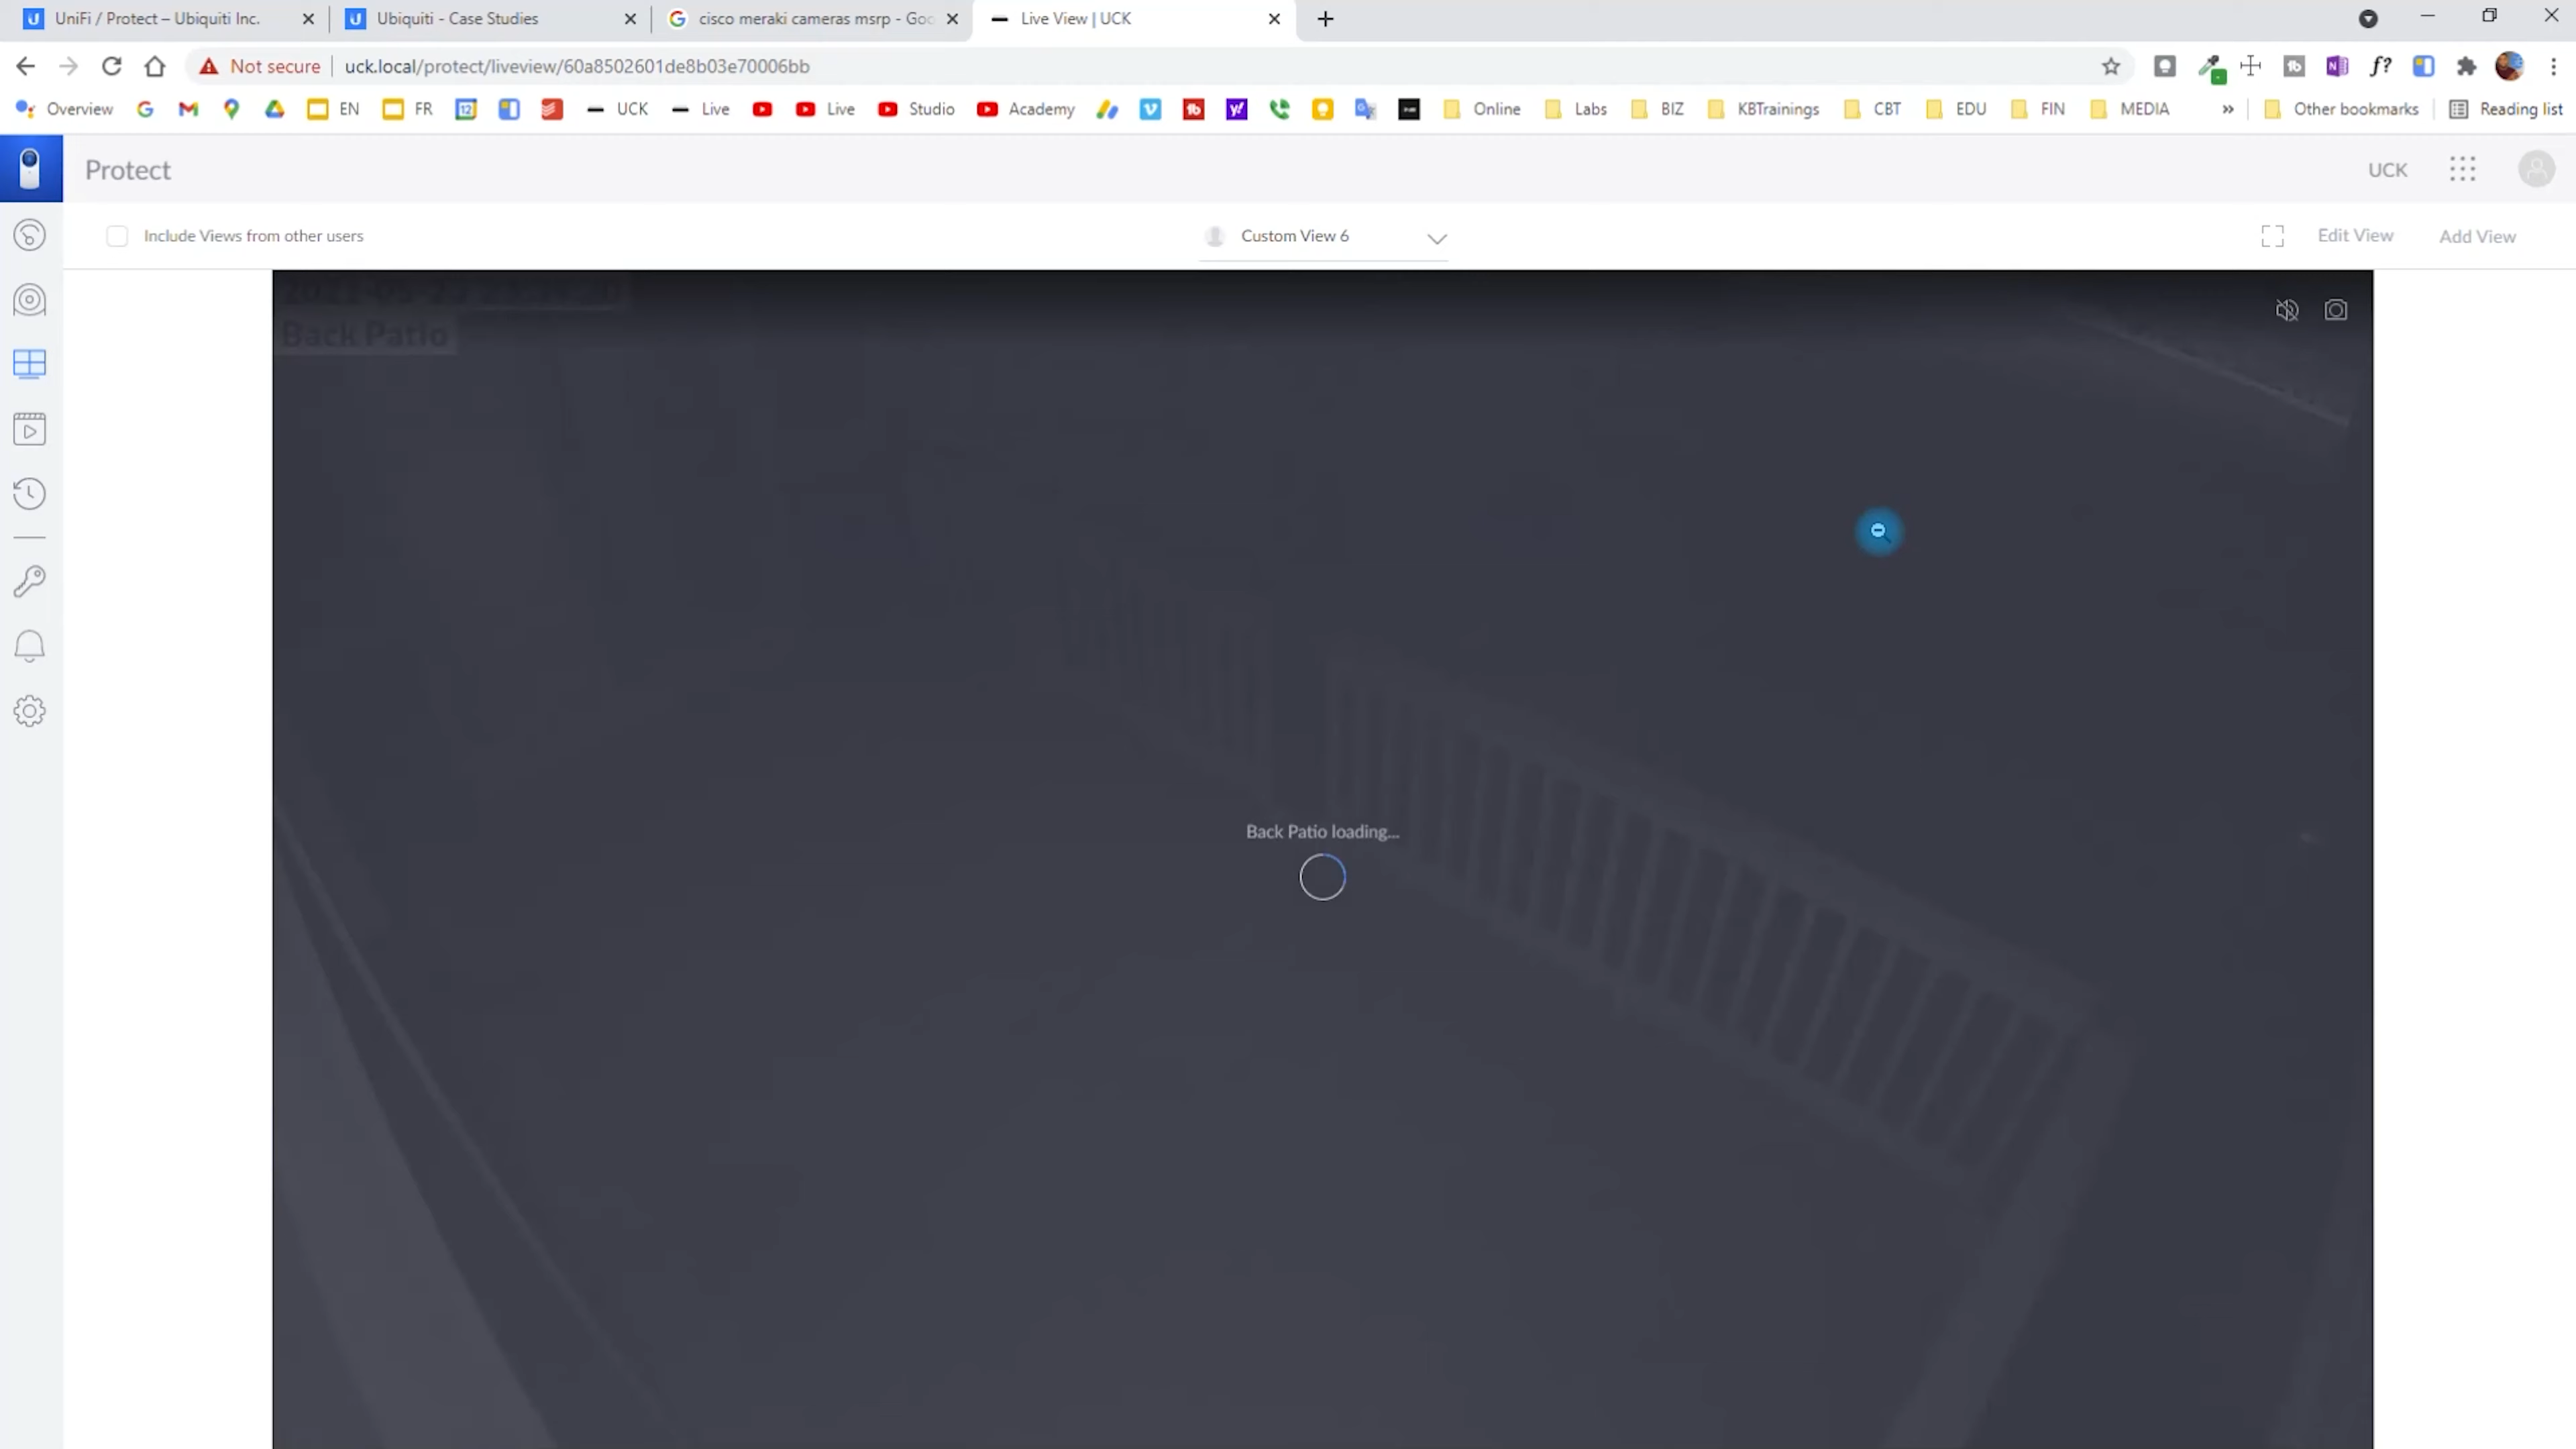 UniFi / Protect – Ubiquiti Inc.
Ubiquiti - Case Studies
cisco meraki cameras msrp - Goo
Live View | UCK
Not secure
uck.local/protect/liveview/60a8502601de8b03e70006bb
Overview
EN
FR
UCK
Live
Live
Studio
Academy
Online
Labs
BIZ
KBTrainings
CBT
EDU
FIN
MEDIA
Other bookmarks
Reading list
Protect
UCK
Include Views from other users
Custom View 6
Edit View
Add View
Back Patio
Back Patio loading...